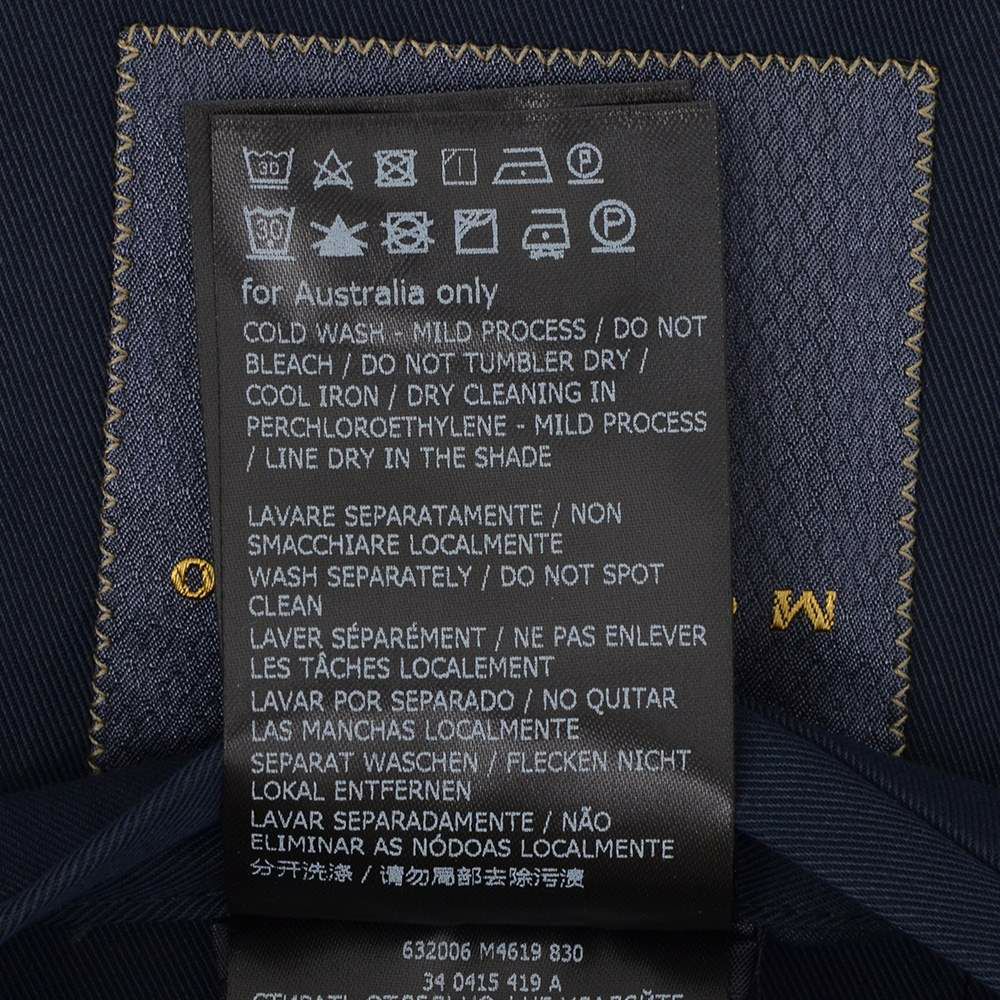 30
P
30
P
for Australia only
COLD WASH - MILD PROCESS / DO NOT
BLEACH / DO NOT TUMBLER DRY /
COOL IRON / DRY CLEANING IN
PERCHLOROETHYLENE - MILD PROCESS
/ LINE DRY IN THE SHADE
LAVARE SEPARATAMENTE / NON
SMACCHIARE LOCALMENTE
WASH SEPARATELY / DO NOT SPOT
CLEAN
LAVER SÉPARÉMENT / NE PAS ENLEVER
LES TÂCHES LOCALEMENT
LAVAR POR SEPARADO / NO QUITAR
LAS MANCHAS LOCALMENTE
SEPARAT WASCHEN / FLECKEN NICHT
LOKAL ENTFERNEN
LAVAR SEPARADAMENTE / NÃO
ELIMINAR AS NÓDOAS LOCALMENTE
分开洗涤 / 请勿局部去除污渍
632006 M4619 830
34 0415 419 A
O
M